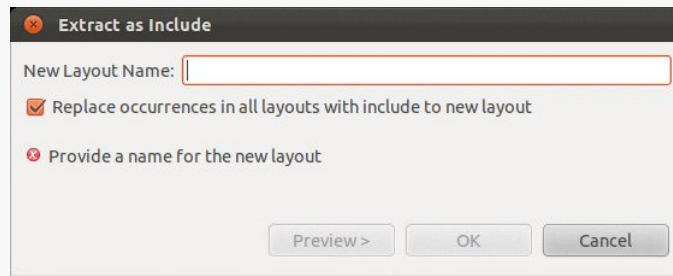 Extract as Include
New Layout Name:
Replace occurrences in all layouts with include to new layout
Provide a name for the new layout
Preview > OK Cancel